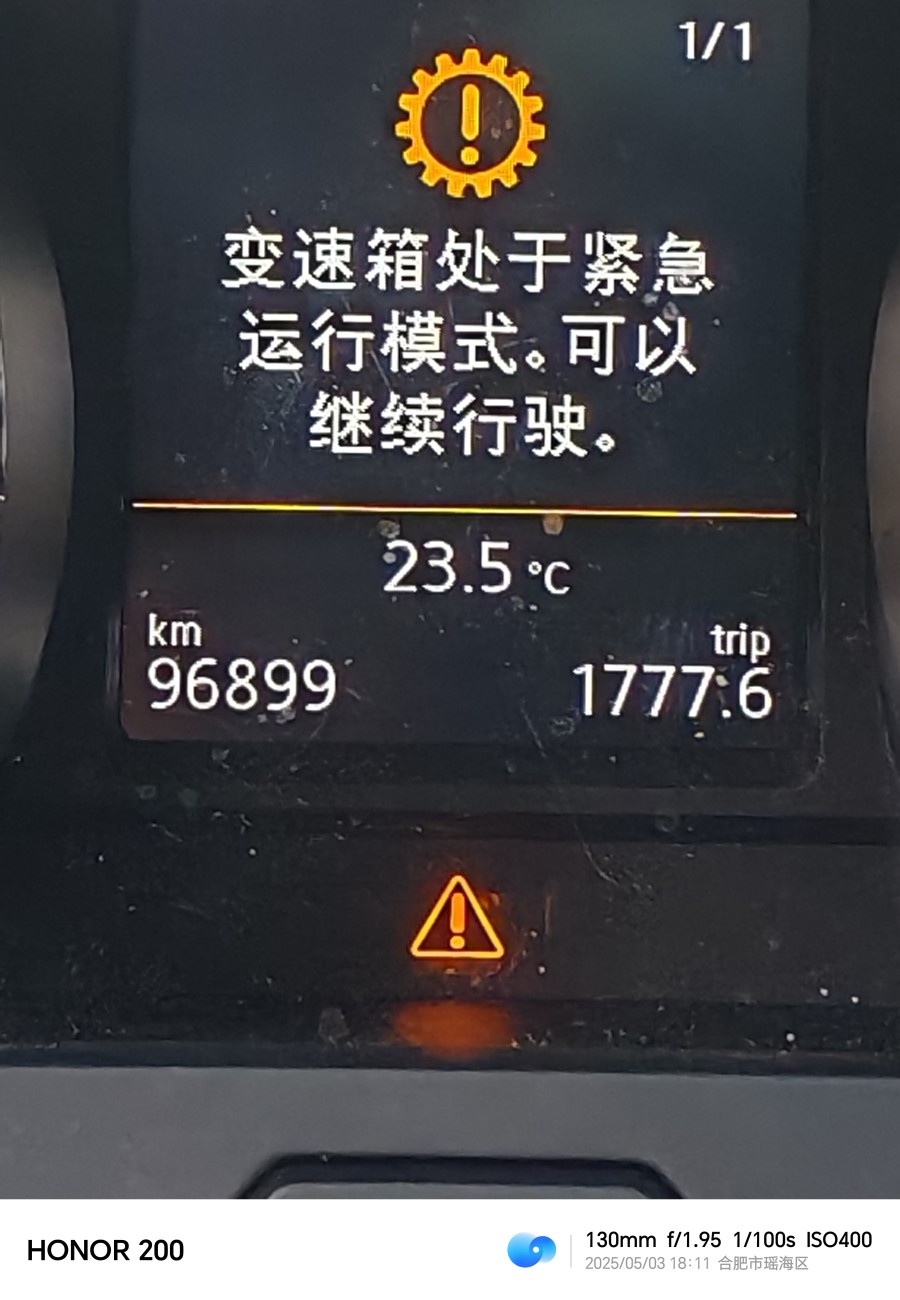 1/1
变速箱处于紧急
运行模式。可以
继续行驶。
23.5 °C
km
trip
96899
1777.6
HONOR 200
130mm f/1.95 1/100s ISO400
2025/05/03 18:11 合肥市瑶海区